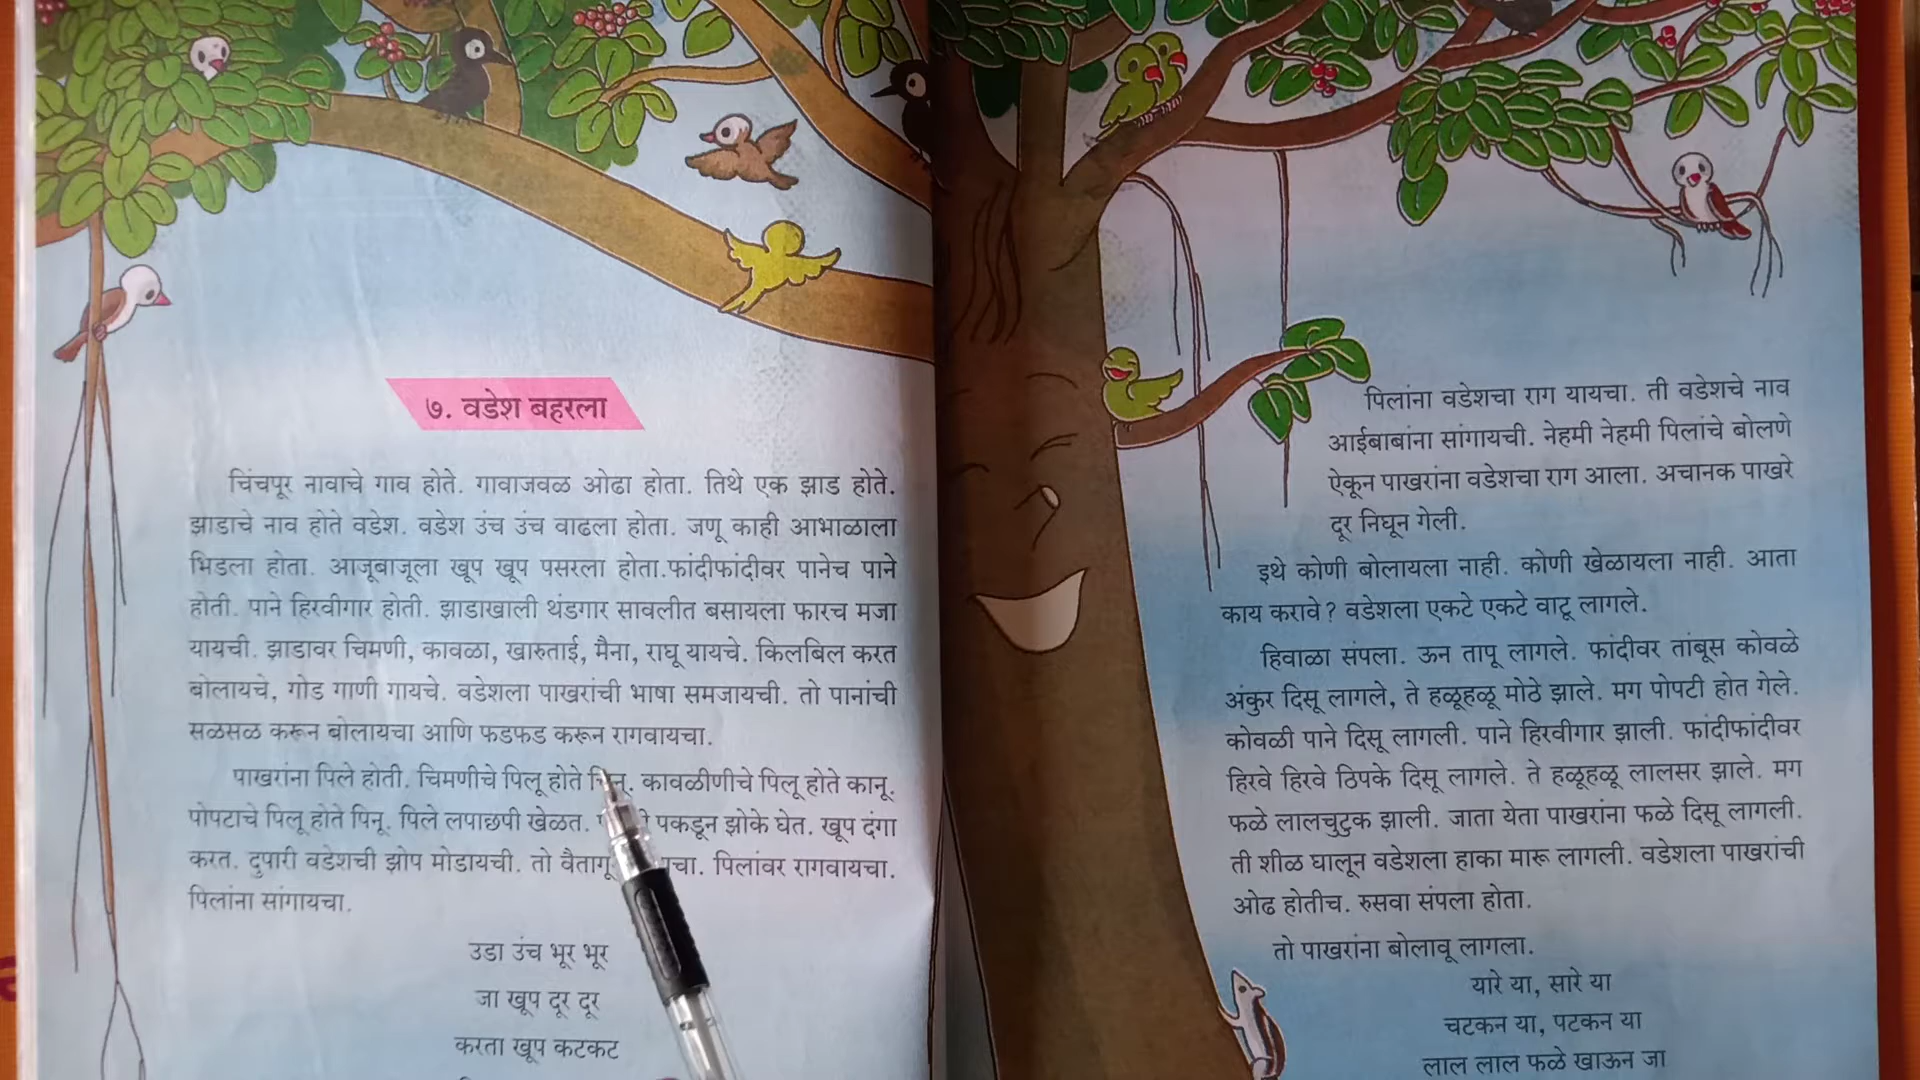 ७. वडेश बहरला
चिंचपूर नावाचे गाव होते. गावाजवळ ओढा होता. तिथे एक झाड होते.
झाडाचे नाव होते वडेश. वडेश उंच उंच वाढला होता. जणू काही आभाळाला
भिडला होता. आजूबाजूला खूप खूप पसरला होता.फांदीफांदीवर पानेच पाने
होती. पाने हिरवीगार होती. झाडाखाली थंडगार सावलीत बसायला फारच मजा
यायची. झाडावर चिमणी, कावळा, खारुताई, मैना, राघू यायचे. किलबिल करत
बोलायचे, गोड गाणी गायचे. वडेशला पाखरांची भाषा समजायची. तो पानांची
सळसळ करून बोलायचा आणि फडफड करून रागवायचा.
पाखरांना पिले होती. चिमणीचे पिलू होते कावळीणीचे पिलू होते कानू.
पोपटाचे पिलू होते पिनू. पिले लपाछपी खेळत. पकडून झोके घेत. खूप दंगा
करत. दुपारी वडेशची झोप मोडायची. तो पिलांवर रागवायचा.
पिलांना सांगायचा.
उडा उंच भूर भूर
जा खूप दूर दूर
करता खूप कटकट
पिलांना वडेशचा राग यायचा. ती वडेशचे नाव
आईबाबांना सांगायची. नेहमी नेहमी पिलांचे बोलणे
ऐकून पाखरांना वडेशचा राग आला. अचानक पाखरे
दूर निघून गेली.
इथे कोणी बोलायला नाही. कोणी खेळायला नाही. आता
काय करावे? वडेशला एकटे एकटे वाटू लागले.
हिवाळा संपला. ऊन तापू लागले. फांदीवर तांबूस कोवळे
अंकुर दिसू लागले, ते हळूहळू मोठे झाले. मग पोपटी होत गेले.
कोवळी पाने दिसू लागली. पाने हिरवीगार झाली. फांदीफांदीवर
हिरवे हिरवे ठिपके दिसू लागले. ते हळूहळू लालसर झाले. मग
फळे लालचुटुक झाली. जाता येता पाखरांना फळे दिसू लागली.
ती शीळ घालून वडेशला हाका मारू लागली. वडेशला पाखरांची
ओढ होतीच. रुसवा संपला होता.
तो पाखरांना बोलावू लागला.
यारे या, सारे या
चटकन या, पटकन या
लाल लाल फळे खाऊन जा